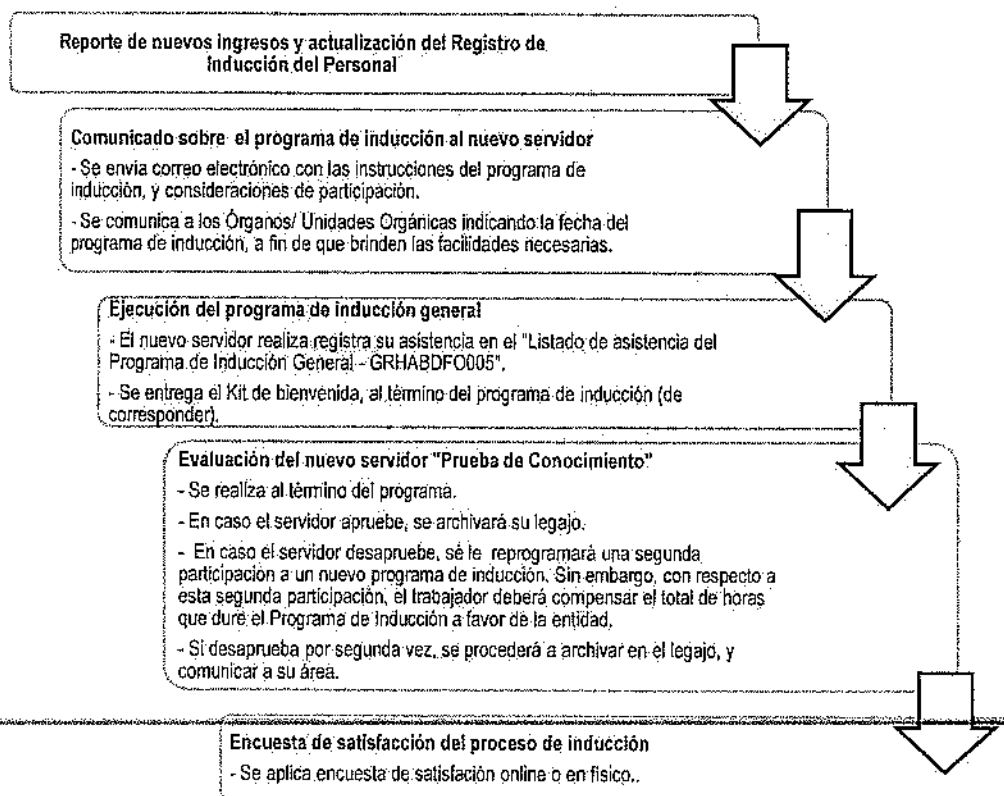 Reporte de nuevos ingresos y actualización del Registro de
Inducción del Personal
Comunicado sobre el programa de inducción al nuevo servidor
- Se envía correo electrónico con las instrucciones del programa de
inducción, y consideraciones de participación.
- Se comunica a los Órganos/ Unidades Orgánicas indicando la fecha del
programa de inducción, a fin de que brinden las facilidades necesarias.
Ejecución del programa de inducción general
- El nuevo servidor realiza registra su asistencia en el "Listado de asistencia del
Programa de Inducción General - GRHABDFO005".
- Se entrega el Kit de bienvenida, al término del programa de inducción (de
corresponder).
Evaluación del nuevo servidor "Prueba de Conocimiento"
- Se realiza al término del programa.
- En caso el servidor apruebe, se archivará su legajo.
- En caso el servidor desapruebe, se le reprogramará una segunda
participación a un nuevo programa de inducción. Sin embargo, con respecto a
esta segunda participación, el trabajador deberá compensar el total de horas
que dure el Programa de Inducción a favor de la entidad.
- Si desaprueba por segunda vez, se procederá a archivar en el legajo, y
comunicar a su área.
Encuesta de satisfacción del proceso de inducción
- Se aplica encuesta de satisfación online o en físico..